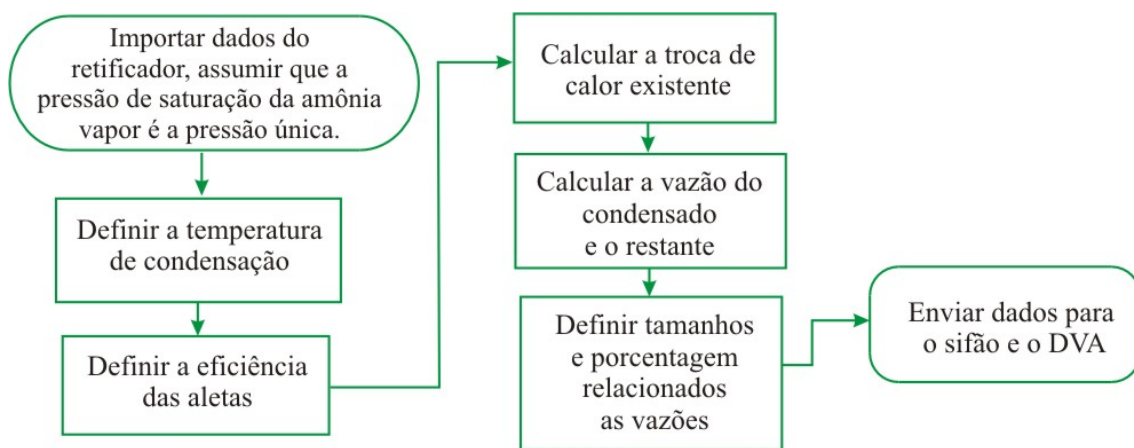 Importar dados do
retificador, assumir que a
pressão de saturação da amônia
vapor é a pressão única.
Definir a temperatura
de condensação
Definir a eficiência
das aletas
Calcular a troca de
calor existente
Calcular a vazão do
condensado
e o restante
Definir tamanhos
e porcentagem
relacionados
as vazões
Enviar dados para
o sifão e o DVA